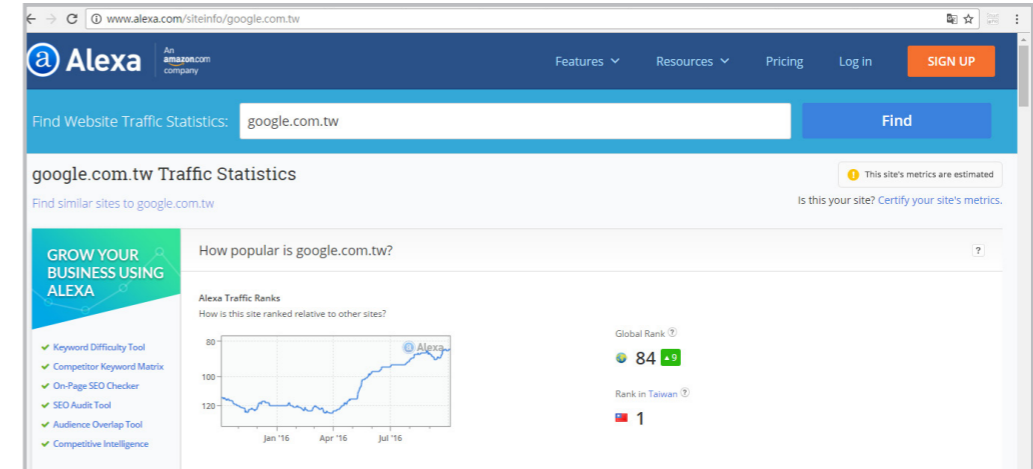 www.alexa.com/siteinfo/google.com.tw
a Alexa
An
amazon.com
company
Features
Resources
Pricing
Log in
SIGN UP
Find Website Traffic Statistics:
google.com.tw
Find
google.com.tw Traffic Statistics
This site's metrics are estimated
Find similar sites to google.com.tw
Is this your site? Certify your site's metrics.
GROW YOUR
BUSINESS USING
ALEXA
Keyword Difficulty Tool
Competitor Keyword Matrix
On-Page SEO Checker
SEO Audit Tool
Audience Overlap Tool
Competitive Intelligence
How popular is google.com.tw?
?
Alexa Traffic Ranks
How is this site ranked relative to other sites?
80
a Alexa
100
120
Jan '16
Apr '16
Jul '16
Global Rank ?
84 ▲9
Rank in Taiwan ?
1